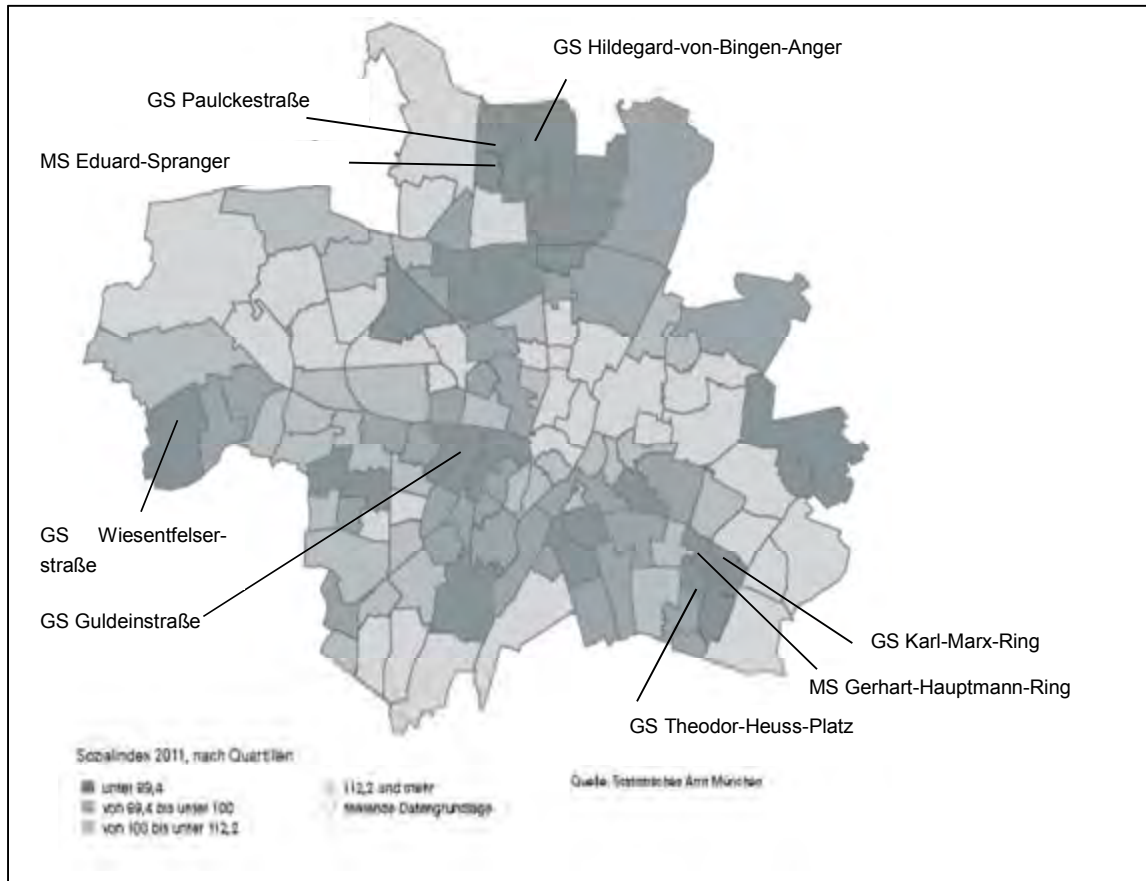 GS Hildegard-von-Bingen-Anger
GS Paulckestraße
MS Eduard-Spranger
GS Wiesentfelser-
straße
GS Guldeinstraße
GS Karl-Marx-Ring
MS Gerhart-Hauptmann-Ring
GS Theodor-Heuss-Platz
Sozialindex 2011, nach Quartilen
unter 89,4
von 89,4 bis unter 100
von 100 bis unter 112,2
112,2 und mehr
fehlende Datengrundlage
Quelle: Statistisches Amt München